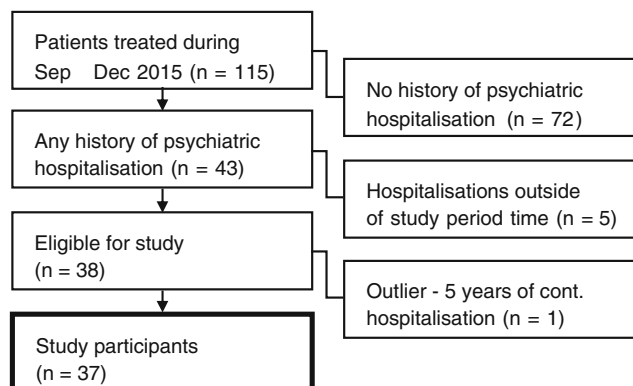 Patients treated during
Sep Dec 2015 (n = 115)
No history of psychiatric
hospitalisation (n = 72)
Any history of psychiatric
hospitalisation (n = 43)
Hospitalisations outside
of study period time (n = 5)
Eligible for study
(n = 38)
Outlier - 5 years of cont.
hospitalisation (n = 1)
Study participants
(n = 37)